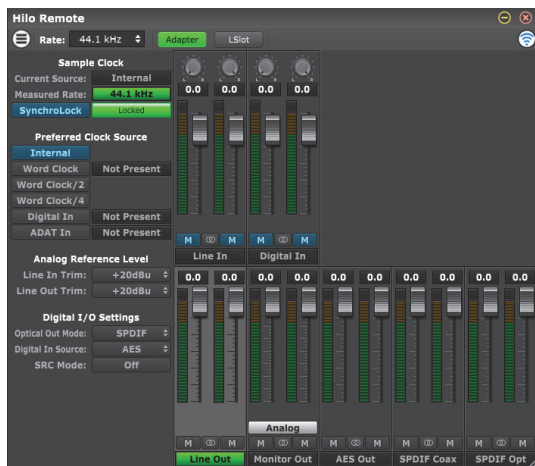 Hilo Remote
Rate: 44.1 kHz Adapter LSlot
Sample Clock
Current Source: Internal
Measured Rate: 44.1 kHz
SynchroLock Locked
Preferred Clock Source
Internal
Word Clock Not Present
Word Clock/2
Word Clock/4
Digital In Not Present
ADAT In Not Present
Analog Reference Level
Line In Trim: +20dBu
Line Out Trim: +20dBu
Digital I/O Settings
Optical Out Mode: SPDIF
Digital In Source: AES
SRC Mode: Off
L R L R
0.0 0.0 0.0 0.0
M M M M
Line In Digital In
0.0 0.0 0.0 0.0 0.0 0.0 0.0 0.0 0.0 0.0
Analog
M M M M M M M M M M
Line Out Monitor Out AES Out SPDIF Coax SPDIF Opt